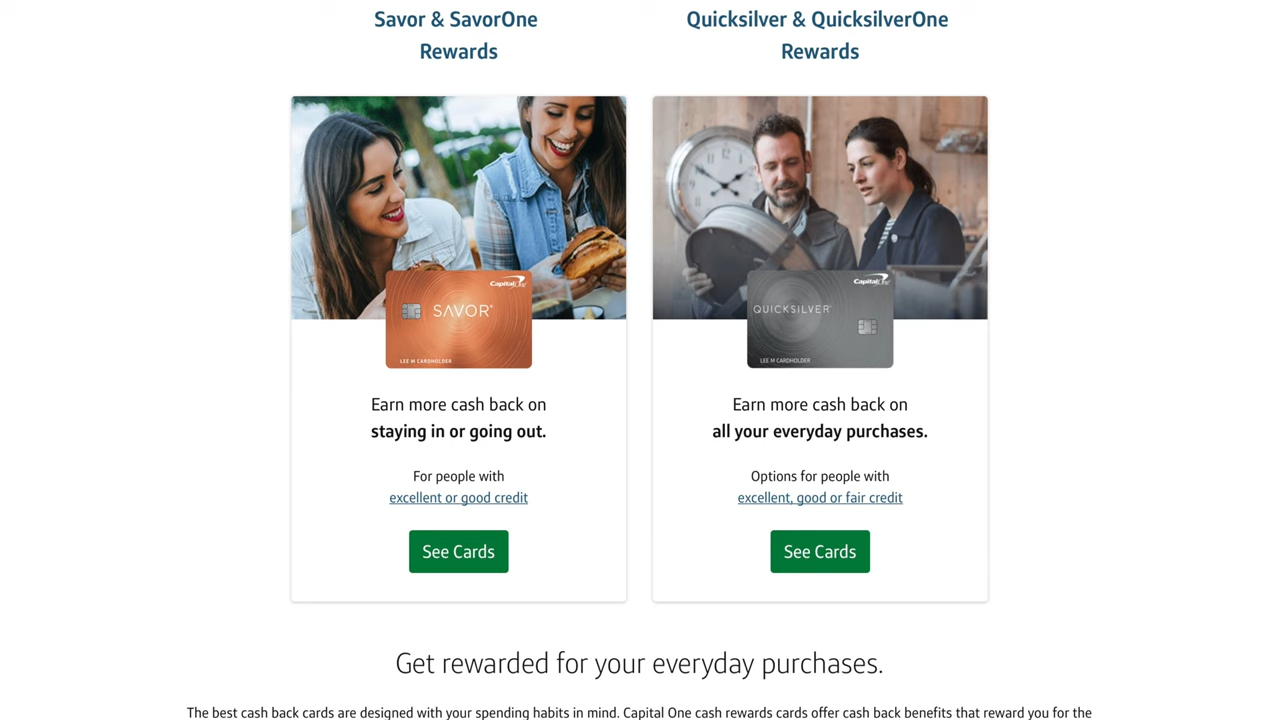 Savor & SavorOne
Rewards
Quicksilver & QuicksilverOne
Rewards
Capital One
SAVOR®
LEE M CARDHOLDER
Capital One
QUICKSILVER®
LEE M CARDHOLDER
Earn more cash back on
staying in or going out.
For people with
excellent or good credit
See Cards
Earn more cash back on
all your everyday purchases.
Options for people with
excellent, good or fair credit
See Cards
Get rewarded for your everyday purchases.
The best cash back cards are designed with your spending habits in mind. Capital One cash rewards cards offer cash back benefits that reward you for the